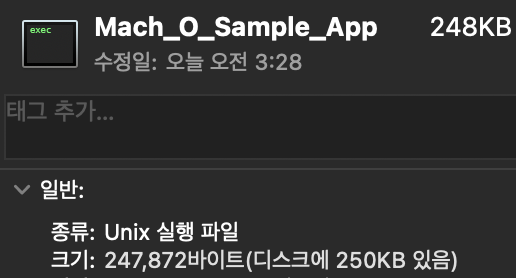 exec
Mach_O_Sample_App 248KB
수정일: 오늘 오전 3:28
태그 추가...
일반:
종류: Unix 실행 파일
크기: 247,872바이트(디스크에 250KB 있음)